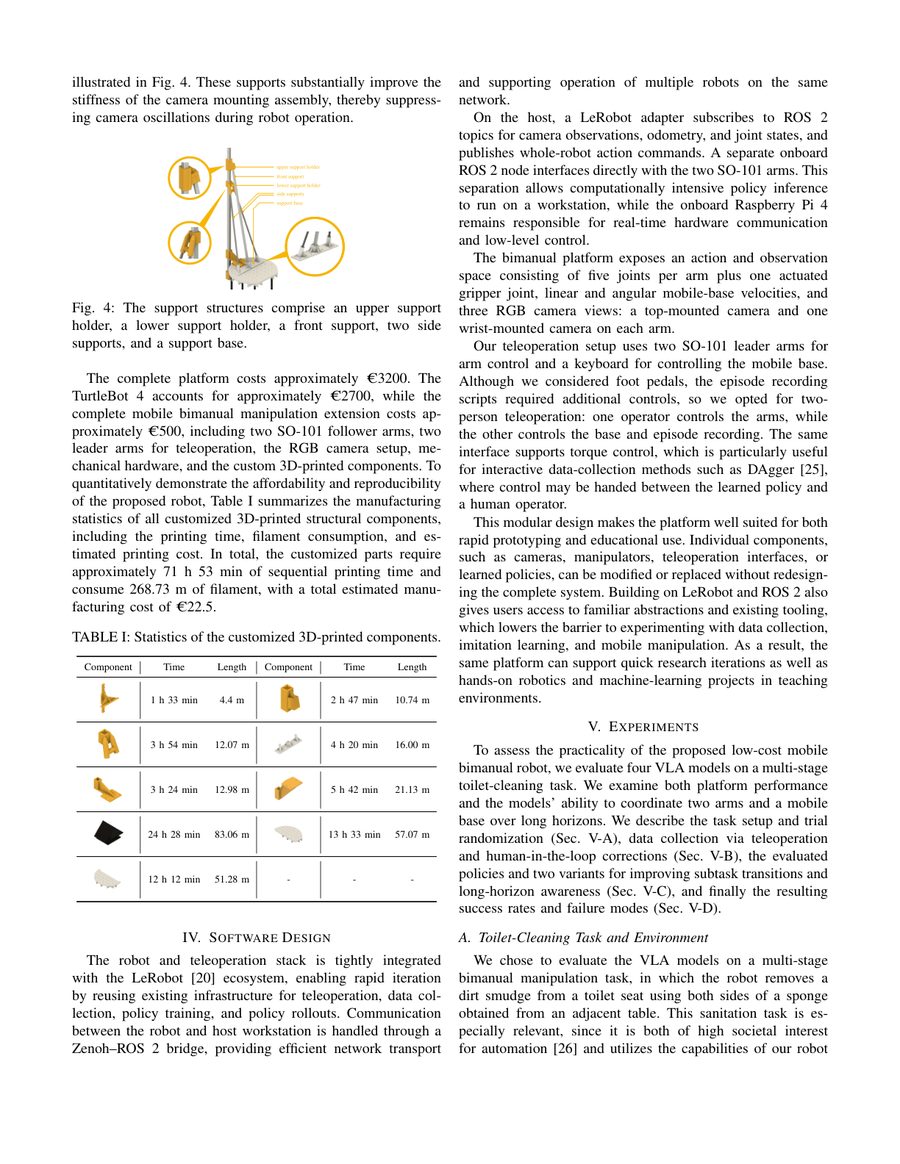 illustrated in Fig. 4. These supports substantially improve the
stiffness of the camera mounting assembly, thereby suppress-
ing camera oscillations during robot operation.
upper support holder
front support
lower support holder
side supports
support base
Fig. 4: The support structures comprise an upper support
holder, a lower support holder, a front support, two side
supports, and a support base.
The complete platform costs approximately €3200. The
TurtleBot 4 accounts for approximately €2700, while the
complete mobile bimanual manipulation extension costs ap-
proximately €500, including two SO-101 follower arms, two
leader arms for teleoperation, the RGB camera setup, me-
chanical hardware, and the custom 3D-printed components. To
quantitatively demonstrate the affordability and reproducibility
of the proposed robot, Table I summarizes the manufacturing
statistics of all customized 3D-printed structural components,
including the printing time, filament consumption, and es-
timated printing cost. In total, the customized parts require
approximately 71 h 53 min of sequential printing time and
consume 268.73 m of filament, with a total estimated manu-
facturing cost of €22.5.
TABLE I: Statistics of the customized 3D-printed components.
Component Time Length Component Time Length
1 h 33 min 4.4 m 2 h 47 min 10.74 m
3 h 54 min 12.07 m 4 h 20 min 16.00 m
3 h 24 min 12.98 m 5 h 42 min 21.13 m
24 h 28 min 83.06 m 13 h 33 min 57.07 m
12 h 12 min 51.28 m - - -
IV. SOFTWARE DESIGN
The robot and teleoperation stack is tightly integrated
with the LeRobot [20] ecosystem, enabling rapid iteration
by reusing existing infrastructure for teleoperation, data col-
lection, policy training, and policy rollouts. Communication
between the robot and host workstation is handled through a
Zenoh–ROS 2 bridge, providing efficient network transport
and supporting operation of multiple robots on the same
network.
On the host, a LeRobot adapter subscribes to ROS 2
topics for camera observations, odometry, and joint states, and
publishes whole-robot action commands. A separate onboard
ROS 2 node interfaces directly with the two SO-101 arms. This
separation allows computationally intensive policy inference
to run on a workstation, while the onboard Raspberry Pi 4
remains responsible for real-time hardware communication
and low-level control.
The bimanual platform exposes an action and observation
space consisting of five joints per arm plus one actuated
gripper joint, linear and angular mobile-base velocities, and
three RGB camera views: a top-mounted camera and one
wrist-mounted camera on each arm.
Our teleoperation setup uses two SO-101 leader arms for
arm control and a keyboard for controlling the mobile base.
Although we considered foot pedals, the episode recording
scripts required additional controls, so we opted for two-
person teleoperation: one operator controls the arms, while
the other controls the base and episode recording. The same
interface supports torque control, which is particularly useful
for interactive data-collection methods such as DAgger [25],
where control may be handed between the learned policy and
a human operator.
This modular design makes the platform well suited for both
rapid prototyping and educational use. Individual components,
such as cameras, manipulators, teleoperation interfaces, or
learned policies, can be modified or replaced without redesign-
ing the complete system. Building on LeRobot and ROS 2 also
gives users access to familiar abstractions and existing tooling,
which lowers the barrier to experimenting with data collection,
imitation learning, and mobile manipulation. As a result, the
same platform can support quick research iterations as well as
hands-on robotics and machine-learning projects in teaching
environments.
V. EXPERIMENTS
To assess the practicality of the proposed low-cost mobile
bimanual robot, we evaluate four VLA models on a multi-stage
toilet-cleaning task. We examine both platform performance
and the models' ability to coordinate two arms and a mobile
base over long horizons. We describe the task setup and trial
randomization (Sec. V-A), data collection via teleoperation
and human-in-the-loop corrections (Sec. V-B), the evaluated
policies and two variants for improving subtask transitions and
long-horizon awareness (Sec. V-C), and finally the resulting
success rates and failure modes (Sec. V-D).
A. Toilet-Cleaning Task and Environment
We chose to evaluate the VLA models on a multi-stage
bimanual manipulation task, in which the robot removes a
dirt smudge from a toilet seat using both sides of a sponge
obtained from an adjacent table. This sanitation task is es-
pecially relevant, since it is both of high societal interest
for automation [26] and utilizes the capabilities of our robot